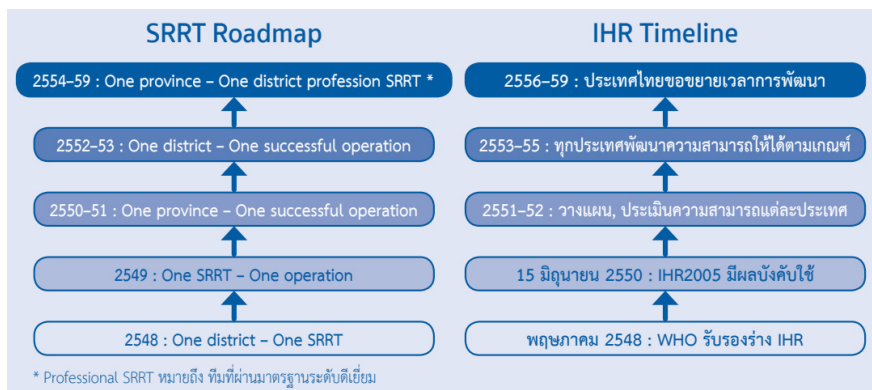 SRRT Roadmap
2554–59 : One province – One district profession SRRT *
2552–53 : One district – One successful operation
2550–51 : One province – One successful operation
2549 : One SRRT – One operation
2548 : One district – One SRRT
* Professional SRRT หมายถึง ทีมที่ผ่านมาตรฐานระดับดีเยี่ยม
IHR Timeline
2556–59 : ประเทศไทยขอขยายเวลาการพัฒนา
2553–55 : ทุกประเทศพัฒนาความสามารถให้ได้ตามเกณฑ์
2551–52 : วางแผน, ประเมินความสามารถแต่ละประเทศ
15 มิถุนายน 2550 : IHR2005 มีผลบังคับใช้
พฤษภาคม 2548 : WHO รับรองร่าง IHR